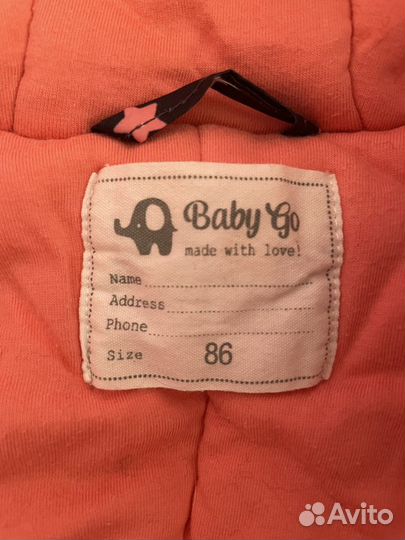 Baby Go
made with love!
Name
Address
Phone
Size 86
Avito